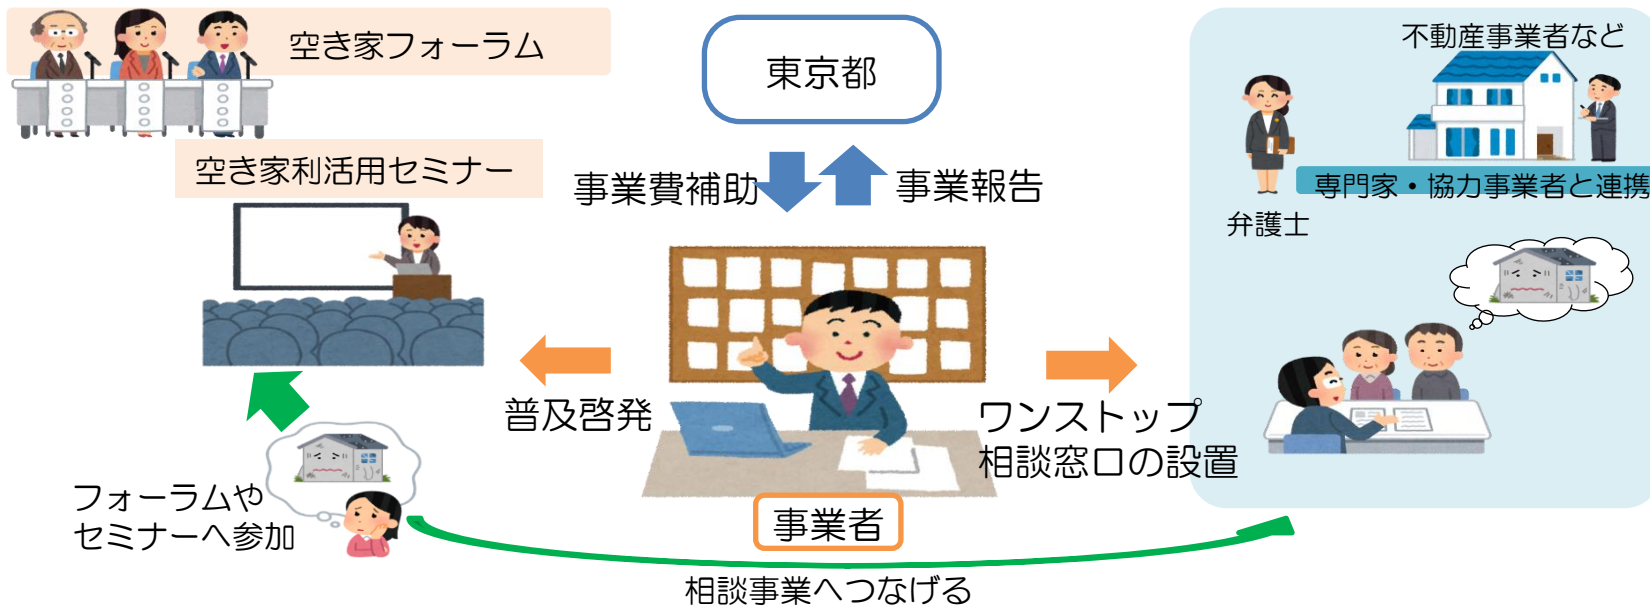 空き家フォーラム
空き家利活用セミナー
東京都
事業費補助
事業報告
不動産事業者など
専門家・協力事業者と連携
弁護士
普及啓発
ワンストップ
相談窓口の設置
フォーラムや
セミナーへ参加
事業者
相談事業へつなげる